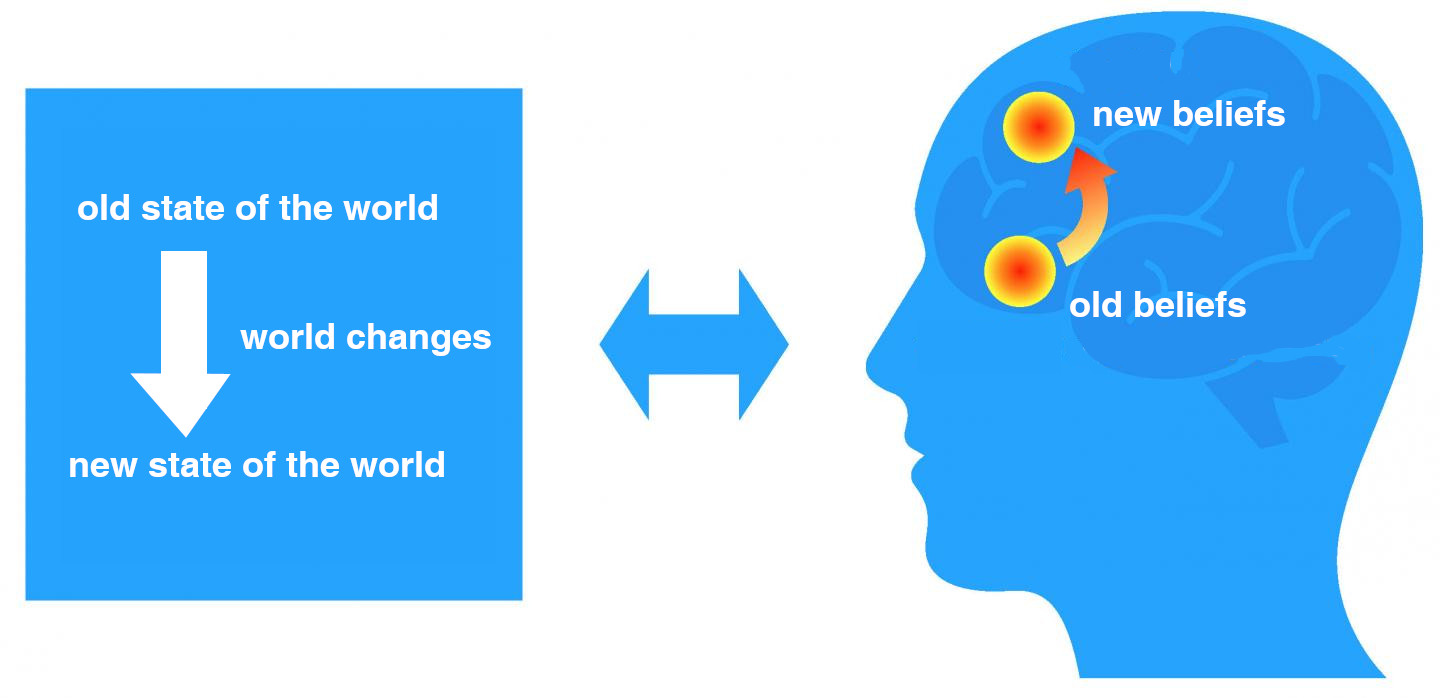 old state of the world
world changes
new state of the world
new beliefs
old beliefs